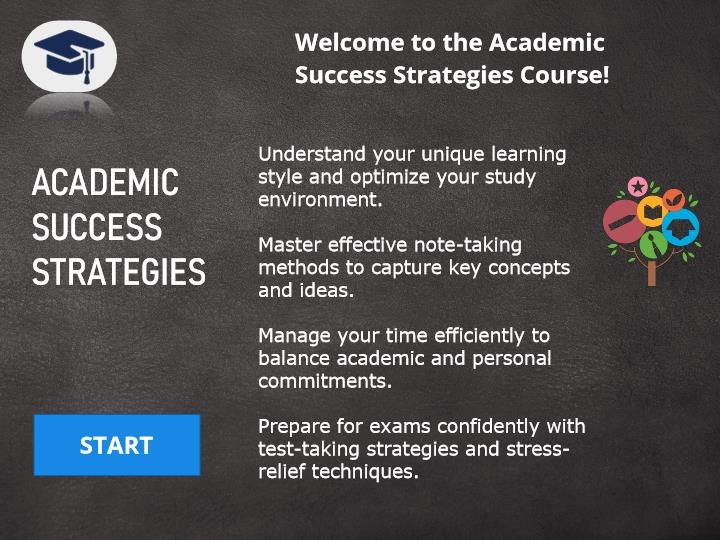 Welcome to the Academic
Success Strategies Course!
ACADEMIC
SUCCESS
STRATEGIES
Understand your unique learning
style and optimize your study
environment.
Master effective note-taking
methods to capture key concepts
and ideas.
Manage your time efficiently to
balance academic and personal
commitments.
Prepare for exams confidently with
test-taking strategies and stress-
relief techniques.
START